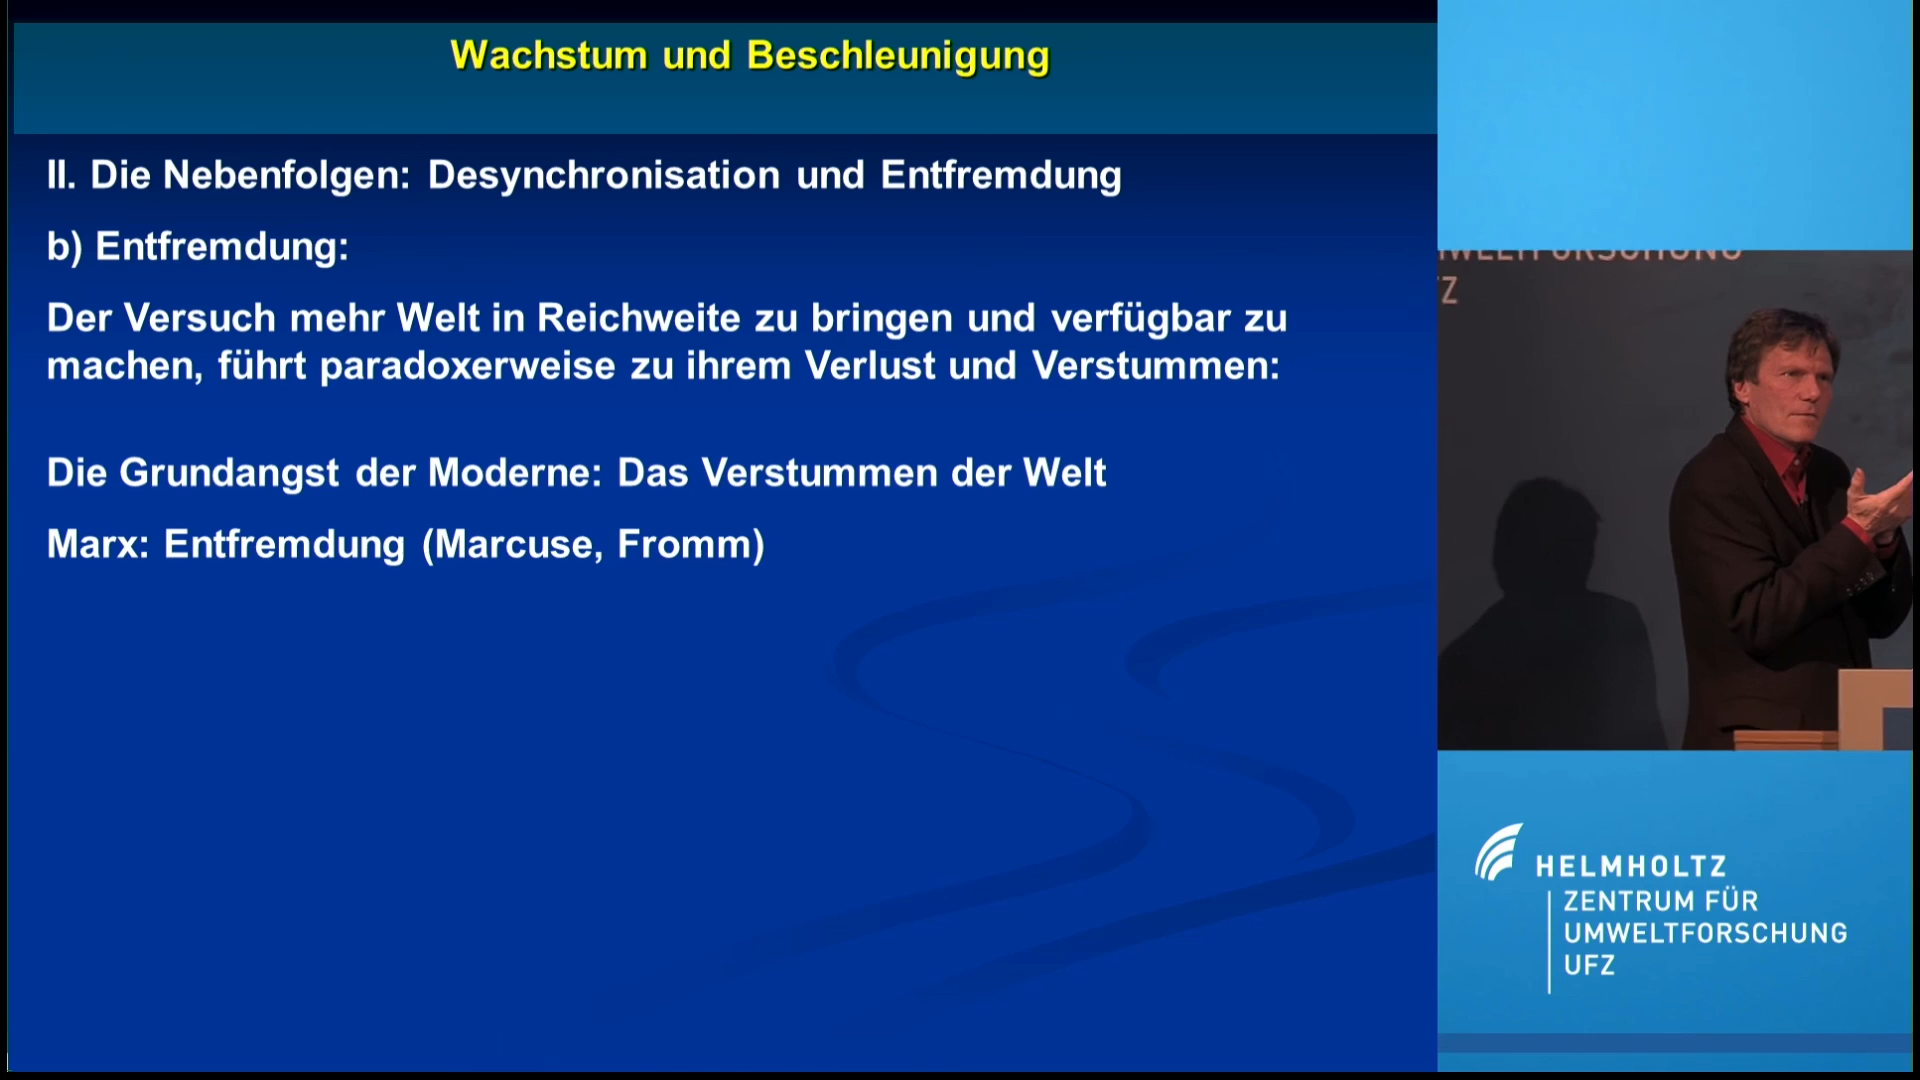 Wachstum und Beschleunigung
II. Die Nebenfolgen: Desynchronisation und Entfremdung
b) Entfremdung:
Der Versuch mehr Welt in Reichweite zu bringen und verfügbar zu
machen, führt paradoxerweise zu ihrem Verlust und Verstummen:
Die Grundangst der Moderne: Das Verstummen der Welt
Marx: Entfremdung (Marcuse, Fromm)
HELMHOLTZ
ZENTRUM FÜR
UMWELTFORSCHUNG
UFZ